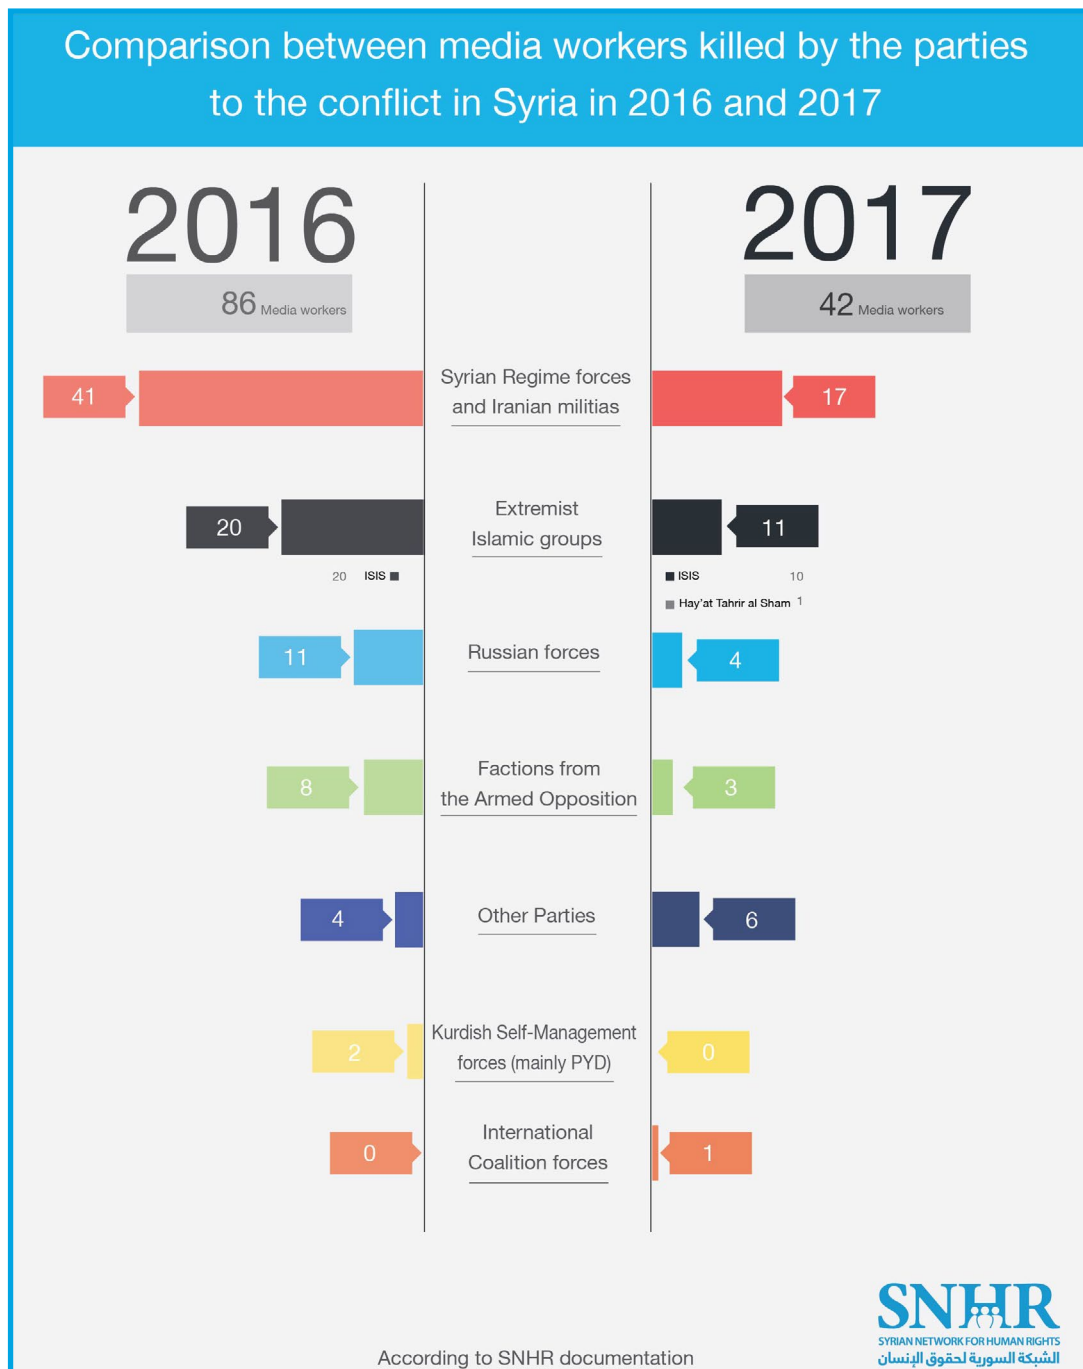 Comparison between media workers killed by the parties
to the conflict in Syria in 2016 and 2017
2016
86 Media workers
2017
42 Media workers
41
Syrian Regime forces
and Iranian militias
17
20
Extremist
Islamic groups
11
20 ISIS
ISIS 10
Hay'at Tahrir al Sham 1
11
Russian forces
4
8
Factions from
the Armed Opposition
3
4
Other Parties
6
2
Kurdish Self-Management
forces (mainly PYD)
0
0
International
Coalition forces
1
SNHR
SYRIAN NETWORK FOR HUMAN RIGHTS
الشبكة السورية لحقوق الإنسان
According to SNHR documentation